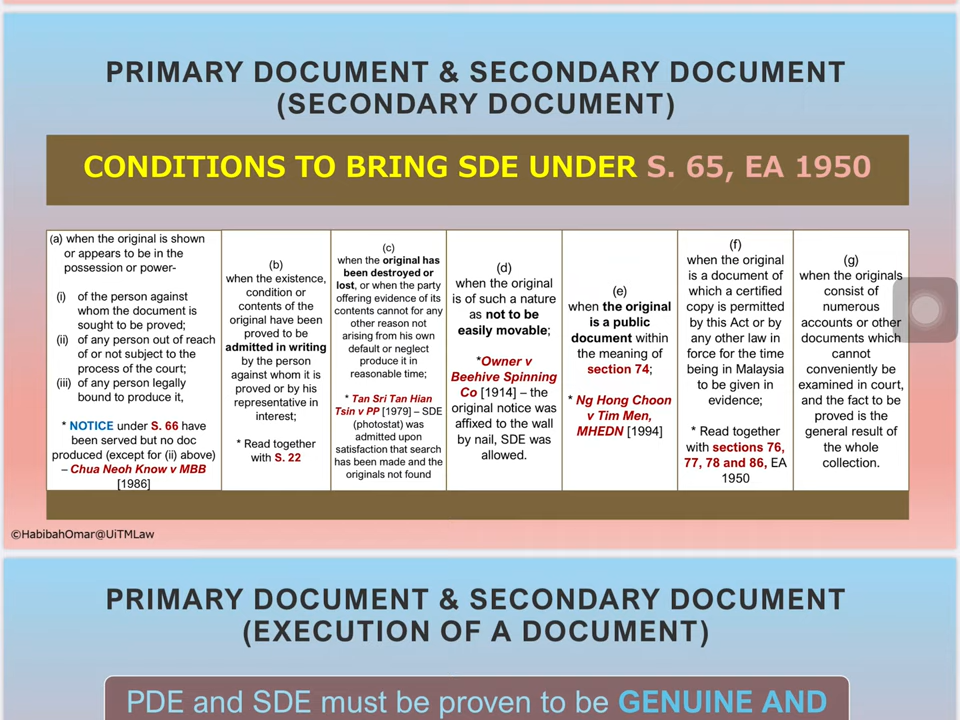 PRIMARY DOCUMENT & SECONDARY DOCUMENT
(SECONDARY DOCUMENT)
CONDITIONS TO BRING SDE UNDER S. 65, EA 1950
(a) when the original is shown
or appears to be in the
possession or power-
(i) of the person against
whom the document is
sought to be proved;
(ii) of any person out of reach
of or not subject to the
process of the court;
(iii) of any person legally
bound to produce it,
* NOTICE under S. 66 have
been served but no doc
produced (except for (ii) above)
– Chua Neoh Know v MBB
[1986]
(b)
when the existence,
condition or
contents of the
original have been
proved to be
admitted in writing
by the person
against whom it is
proved or by his
representative in
interest;
* Read together
with S. 22
(c)
when the original has
been destroyed or
lost, or when the party
offering evidence of its
contents cannot for any
other reason not
arising from his own
default or neglect
produce it in
reasonable time;
* Tan Sri Tan Hian
Tsin v PP [1979] – SDE
(photostat) was
admitted upon
satisfaction that search
has been made and the
originals not found
(d)
when the original
is of such a nature
as not to be
easily movable;
*Owner v
Beehive Spinning
Co [1914] – the
original notice was
affixed to the wall
by nail, SDE was
allowed.
(e)
when the original
is a public
document within
the meaning of
section 74;
* Ng Hong Choon
v Tim Men,
MHEDN [1994]
(f)
when the original
is a document of
which a certified
copy is permitted
by this Act or by
any other law in
force for the time
being in Malaysia
to be given in
evidence;
* Read together
with sections 76,
77, 78 and 86, EA
1950
(g)
when the originals
consist of
numerous
accounts or other
documents which
cannot
conveniently be
examined in court,
and the fact to be
proved is the
general result of
the whole
collection.
©HabibahOmar@UiTMLaw
PRIMARY DOCUMENT & SECONDARY DOCUMENT
(EXECUTION OF A DOCUMENT)
PDE and SDE must be proven to be GENUINE AND